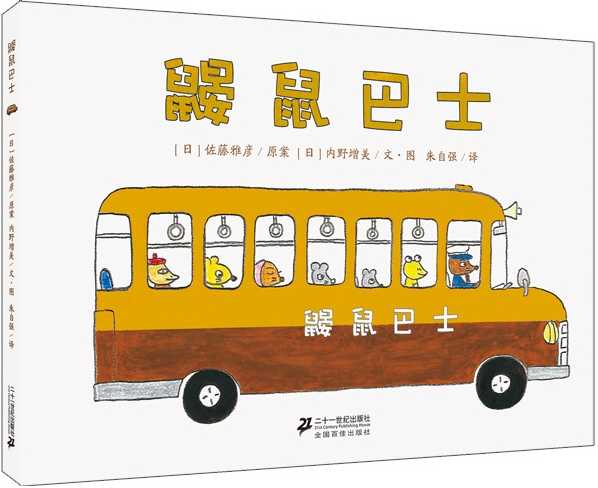 鼹鼠巴士
[日]佐藤雅彦/原案 [日]内野增美/文·图 朱自强/译
鼹鼠巴士
21 二十一世纪出版社
21st Century Publishing House
全国百佳出版社
鼹鼠巴士
[日]佐藤雅彦/原案 内野增美/文·图 朱自强/译
二十一世纪出版社